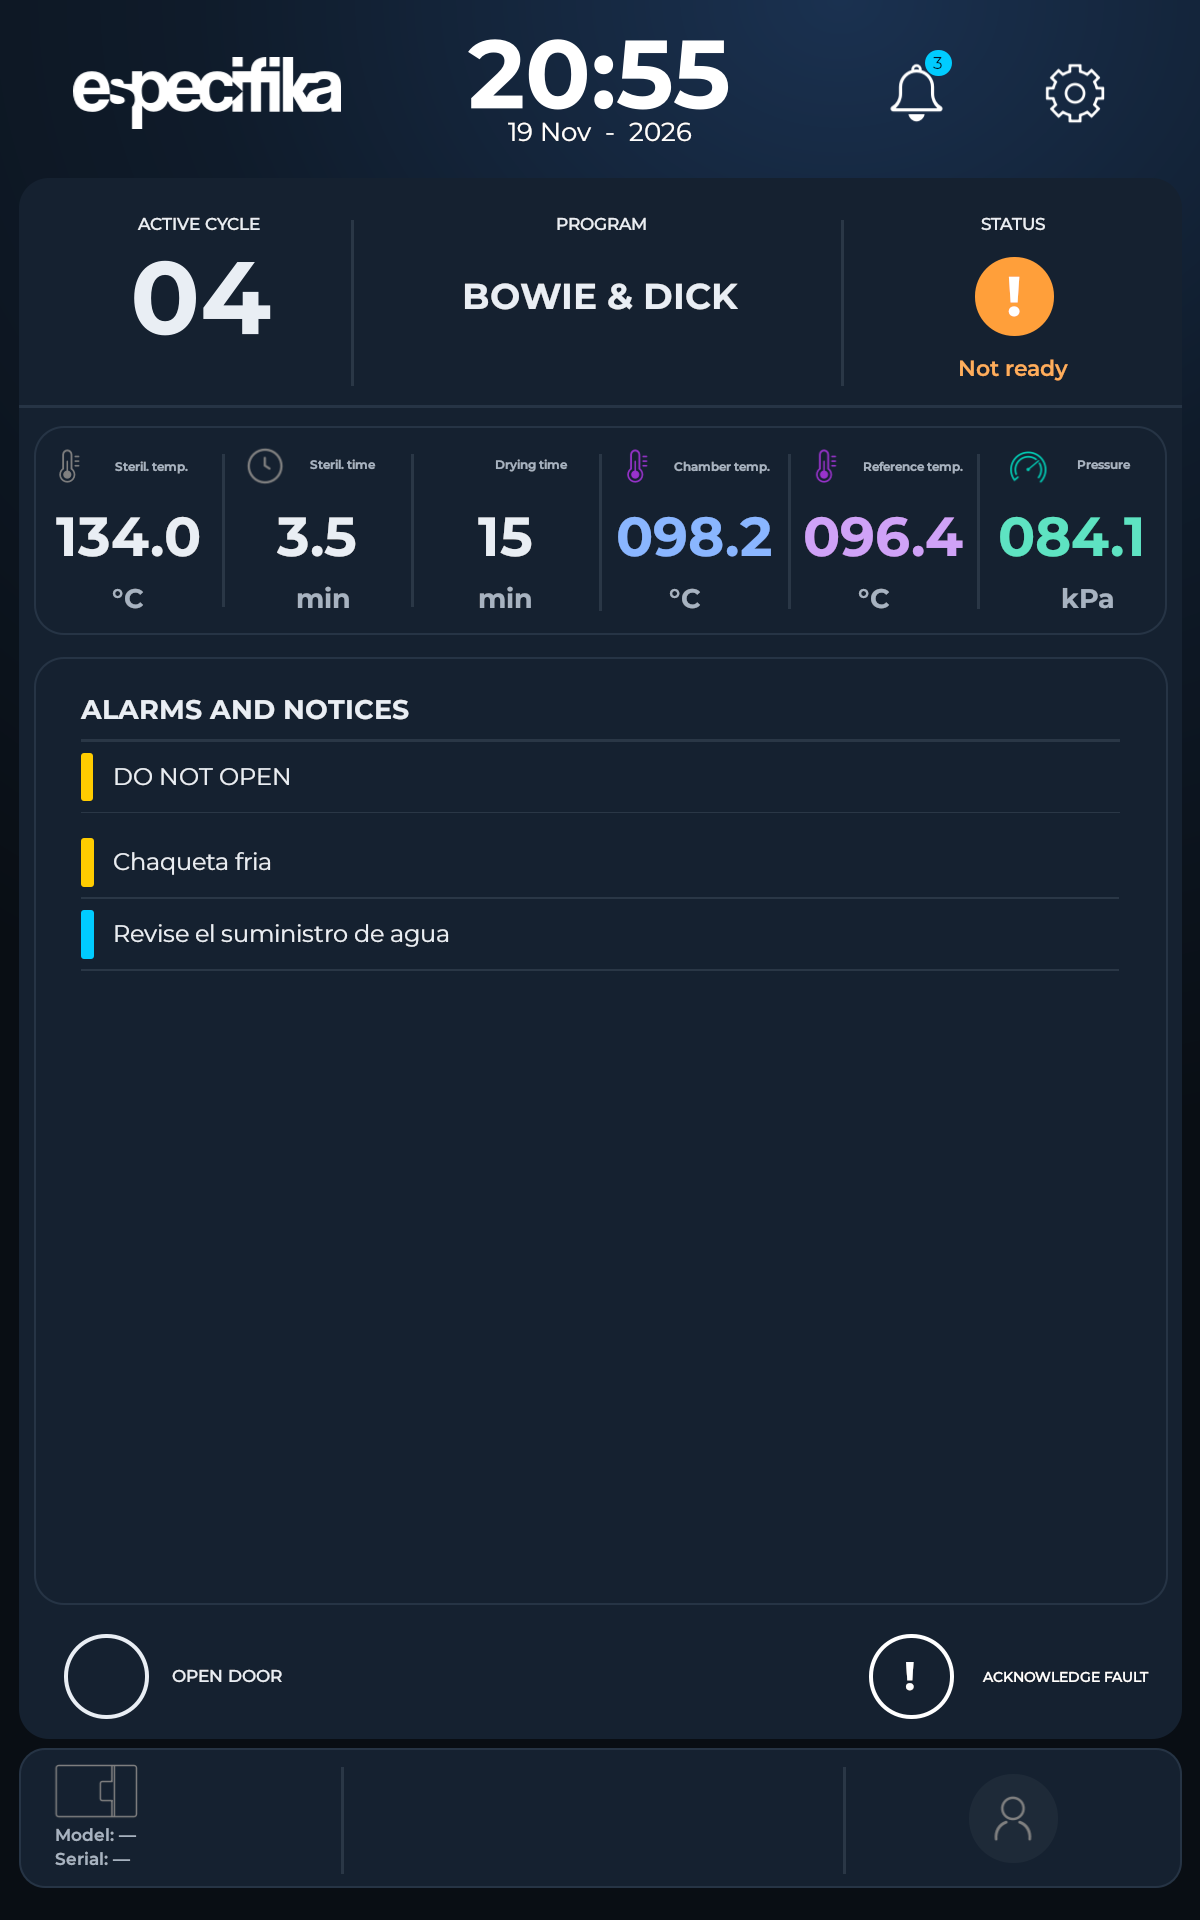 especifika
20:55
3
19 Nov - 2026
ACTIVE CYCLE
04
PROGRAM
BOWIE & DICK
STATUS
!
Not ready
Steril. temp.
134.0
°C
Steril. time
3.5
min
Drying time
15
min
Chamber temp.
098.2
°C
Reference temp.
096.4
°C
Pressure
084.1
kPa
ALARMS AND NOTICES
DO NOT OPEN
Chaqueta fria
Revise el suministro de agua
OPEN DOOR
!
ACKNOWLEDGE FAULT
Model: —
Serial: —